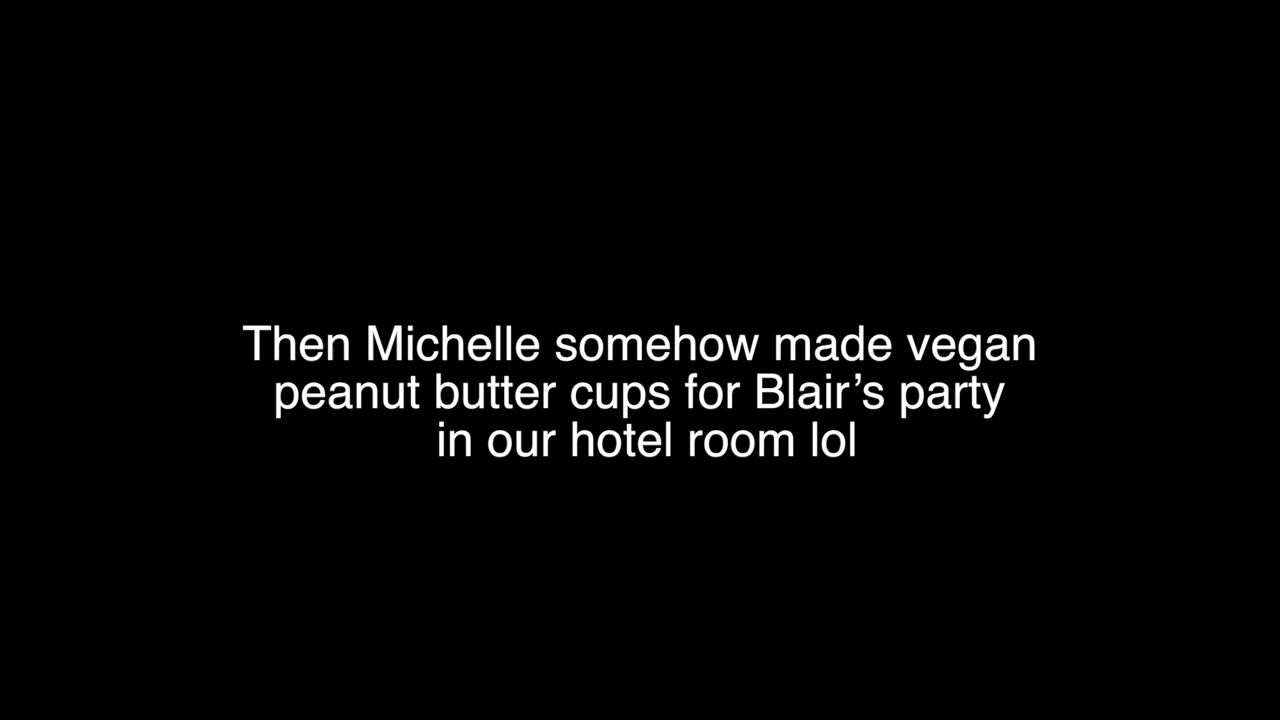 Then Michelle somehow made vegan
peanut butter cups for Blair’s party
in our hotel room lol